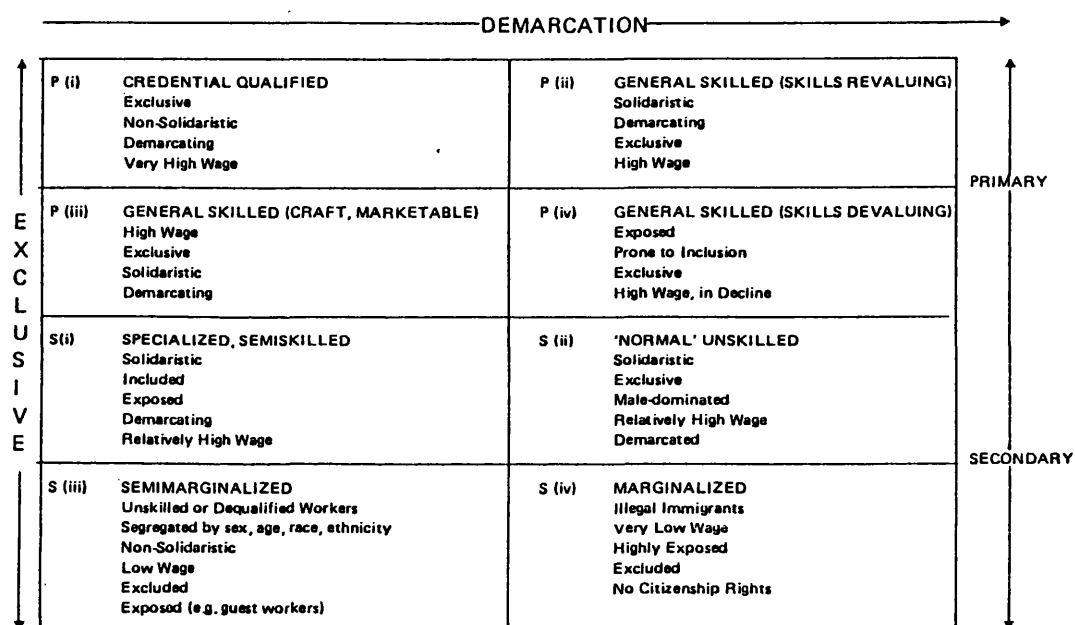 DEMARCATION
P (i) CREDENTIAL QUALIFIED
Exclusive
Non-Solidaristic
Demarcating
Very High Wage
P (ii) GENERAL SKILLED (SKILLS REVALUING)
Solidaristic
Demarcating
Exclusive
High Wage
PRIMARY
EXCLUSIVE
P (iii) GENERAL SKILLED (CRAFT, MARKETABLE)
High Wage
Exclusive
Solidaristic
Demarcating
P (iv) GENERAL SKILLED (SKILLS DEVALUING)
Exposed
Prone to Inclusion
Exclusive
High Wage, in Decline
S(i) SPECIALIZED, SEMISKILLED
Solidaristic
Included
Exposed
Demarcating
Relatively High Wage
S (ii) 'NORMAL' UNSKILLED
Solidaristic
Exclusive
Male-dominated
Relatively High Wage
Demarcated
SECONDARY
S (iii) SEMIMARGINALIZED
Unskilled or Dequalified Workers
Segregated by sex, age, race, ethnicity
Non-Solidaristic
Low Wage
Excluded
Exposed (e.g. guest workers)
S (iv) MARGINALIZED
Illegal Immigrants
Very Low Wage
Highly Exposed
Excluded
No Citizenship Rights